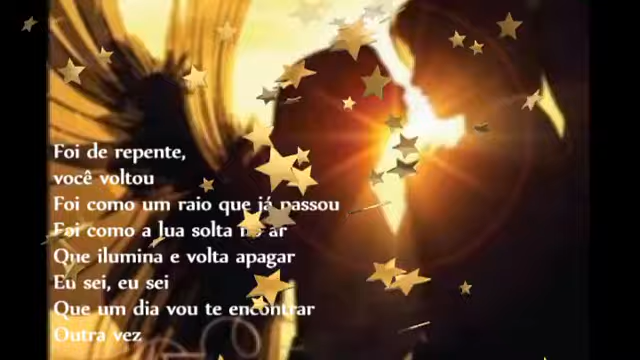 Foi de repente,
você voltou
Foi como um raio que já passou
Foi como a lua solta no ar
Que ilumina e volta apagar
Eu sei, eu sei
Que um dia vou te encontrar
Outra vez